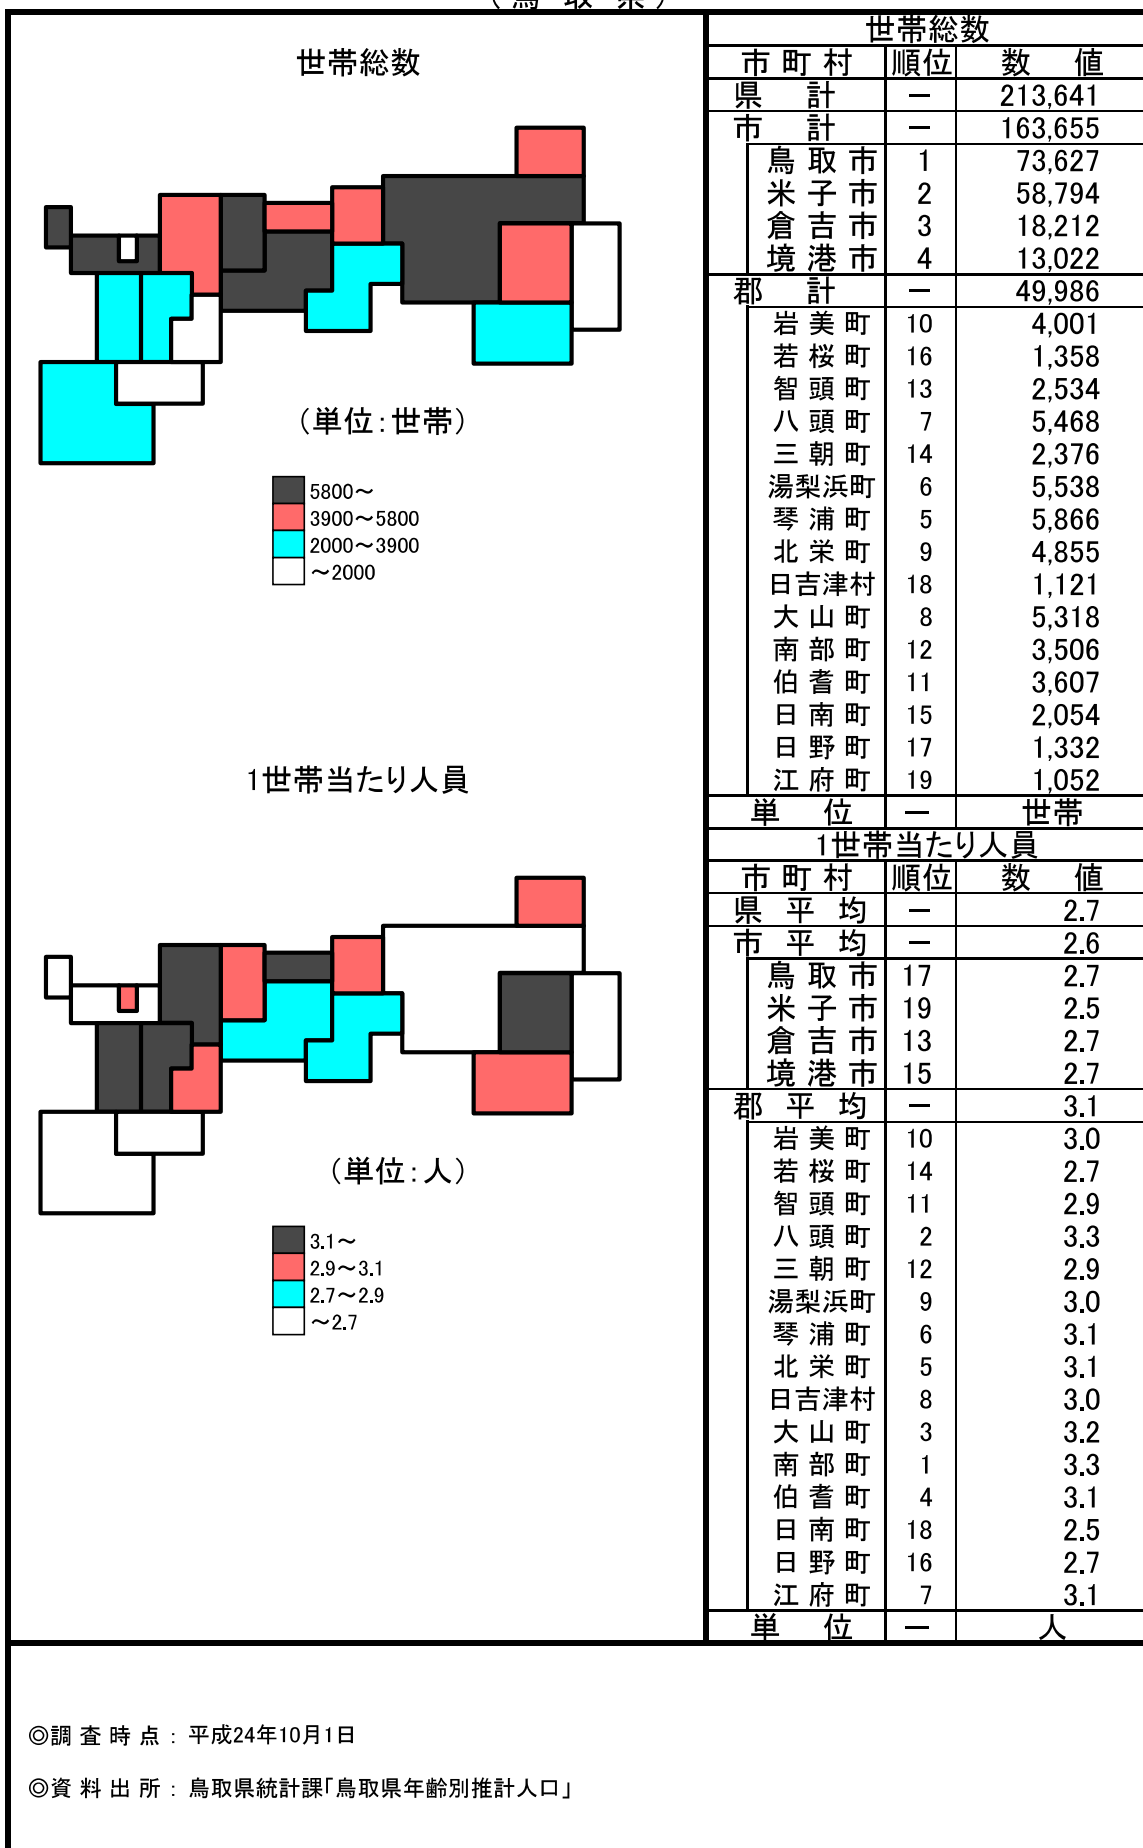 （鳥 取 県）
世帯総数
（単位：世帯）
5800～
3900～5800
2000～3900
～2000
1世帯当たり人員
（単位：人）
3.1～
2.9～3.1
2.7～2.9
～2.7
世帯総数
市 町 村 順位 数 値
県 計 － 213,641
市 計 － 163,655
鳥 取 市 1 73,627
米 子 市 2 58,794
倉 吉 市 3 18,212
境 港 市 4 13,022
郡 計 － 49,986
岩 美 町 10 4,001
若 桜 町 16 1,358
智 頭 町 13 2,534
八 頭 町 7 5,468
三 朝 町 14 2,376
湯梨浜町 6 5,538
琴 浦 町 5 5,866
北 栄 町 9 4,855
日吉津村 18 1,121
大 山 町 8 5,318
南 部 町 12 3,506
伯 耆 町 11 3,607
日 南 町 15 2,054
日 野 町 17 1,332
江 府 町 19 1,052
単 位 － 世帯
1世帯当たり人員
市 町 村 順位 数 値
県 平 均 － 2.7
市 平 均 － 2.6
鳥 取 市 17 2.7
米 子 市 19 2.5
倉 吉 市 13 2.7
境 港 市 15 2.7
郡 平 均 － 3.1
岩 美 町 10 3.0
若 桜 町 14 2.7
智 頭 町 11 2.9
八 頭 町 2 3.3
三 朝 町 12 2.9
湯梨浜町 9 3.0
琴 浦 町 6 3.1
北 栄 町 5 3.1
日吉津村 8 3.0
大 山 町 3 3.2
南 部 町 1 3.3
伯 耆 町 4 3.1
日 南 町 18 2.5
日 野 町 16 2.7
江 府 町 7 3.1
単 位 － 人
◎調 査 時 点 ： 平成24年10月1日
◎資 料 出 所 ： 鳥取県統計課「鳥取県年齢別推計人口」